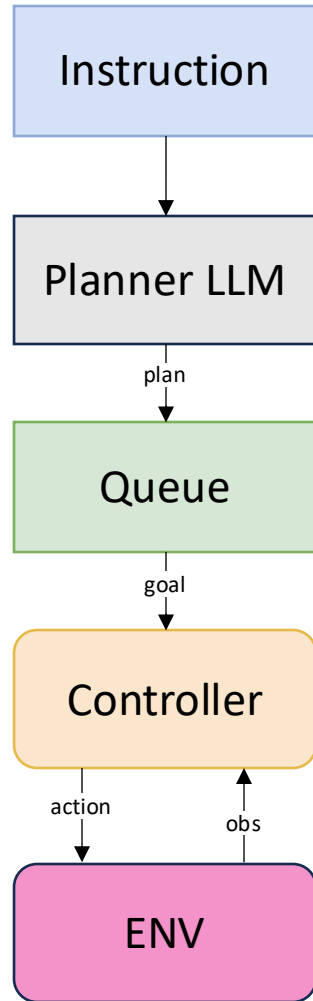 Instruction
Planner LLM
plan
Queue
goal
Controller
action
obs
ENV